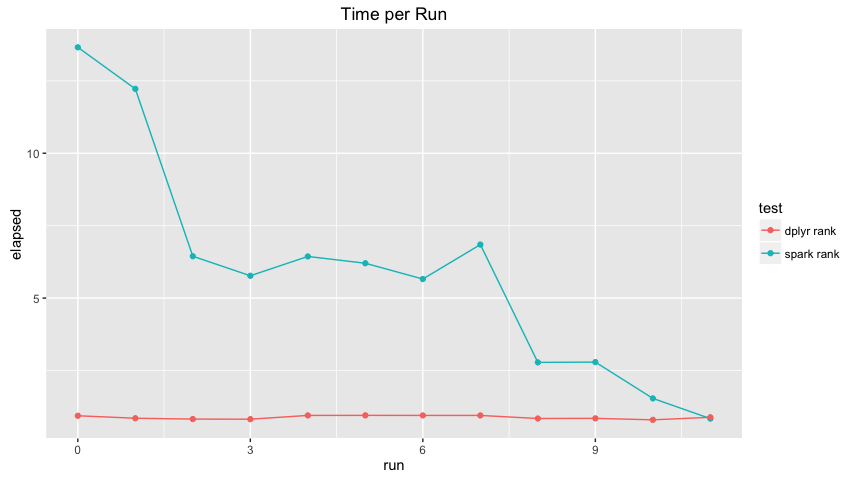 Time per Run
elapsed
10
5
0
3
6
9
run
test
dplyr rank
spark rank